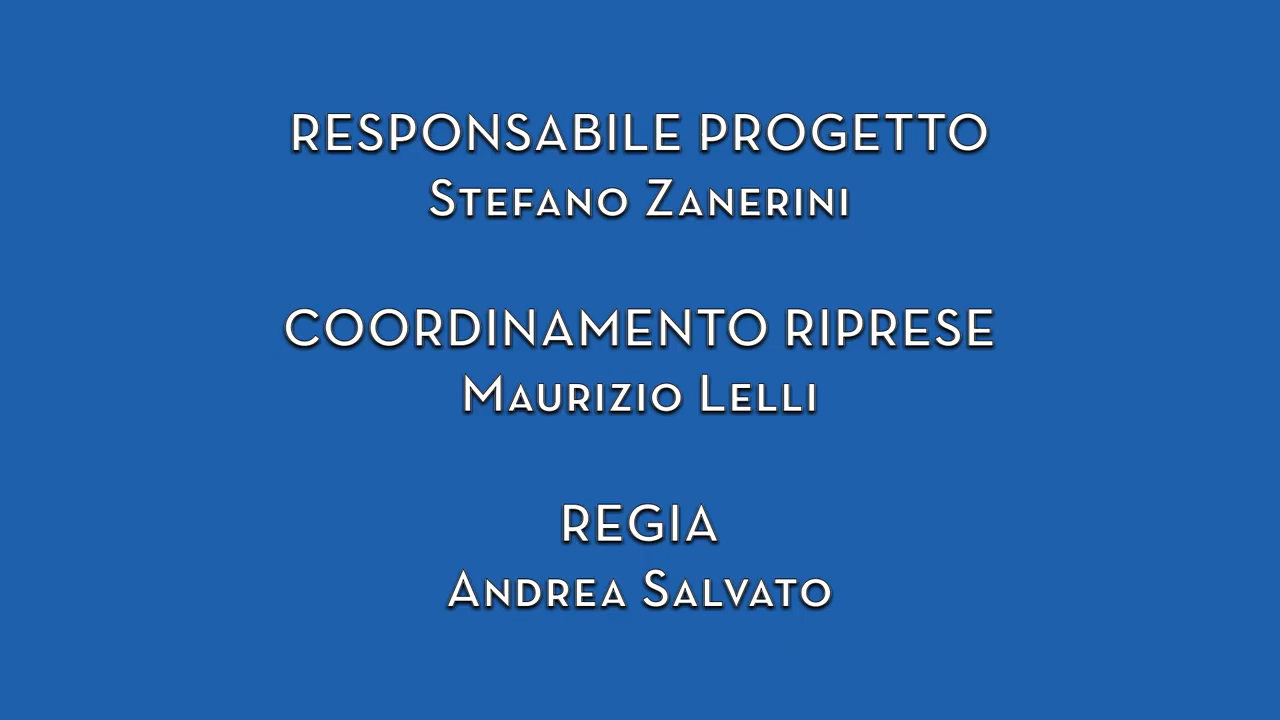 RESPONSABILE PROGETTO
Stefano Zanerini
COORDINAMENTO RIPRESE
Maurizio Lelli
REGIA
Andrea Salvato